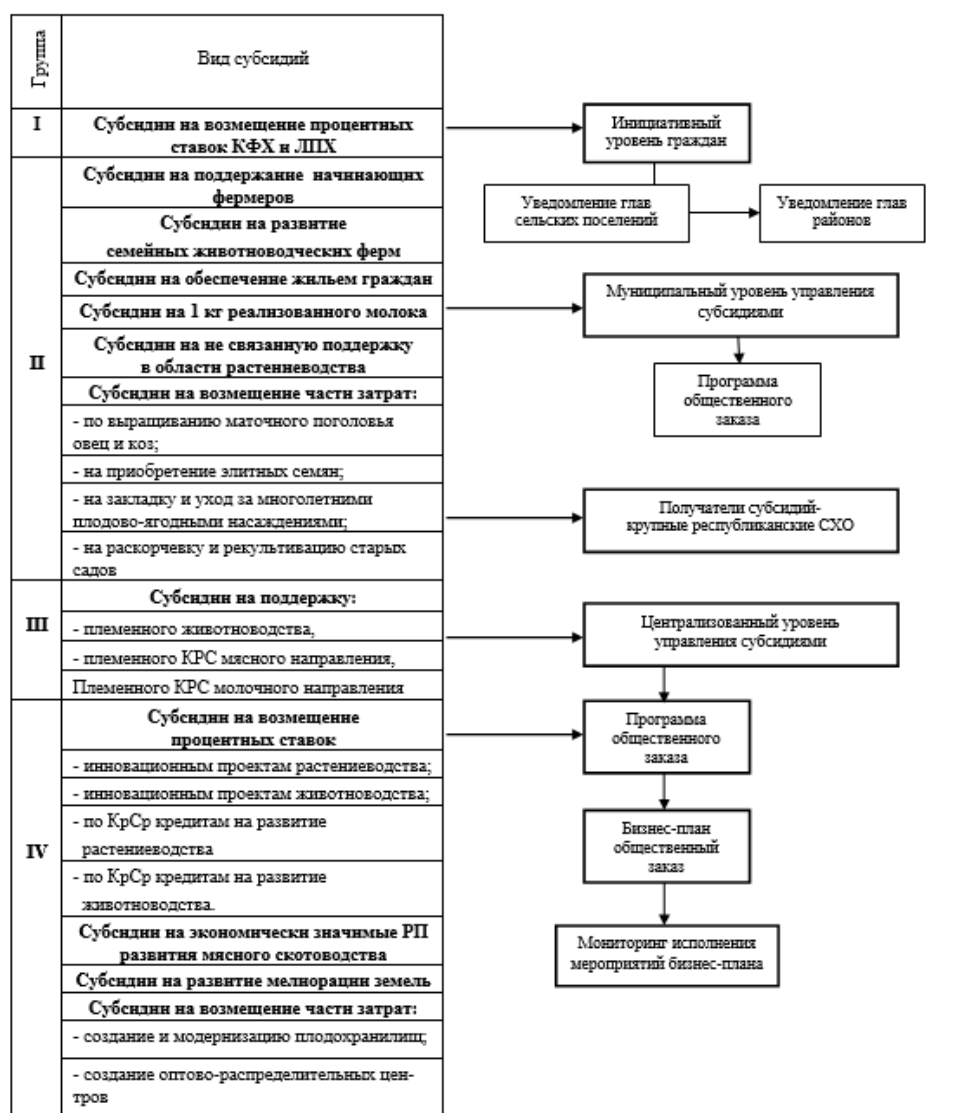 Группа
Вид субсидий
I
Субсидии на возмещение процентных
ставок КФХ и ЛПХ
II
Субсидии на поддержание начинающих
фермеров
Субсидии на развитие
семейных животноводческих ферм
Субсидии на обеспечение жильем граждан
Субсидии на 1 кг реализованного молока
Субсидии на не связанную поддержку
в области растениеводства
Субсидии на возмещение части затрат:
- по выращиванию маточного поголовья
овец и коз;
- на приобретение элитных семян;
- на закладку и уход за многолетними
плодово-ягодными насаждениями;
- на раскорчевку и рекультивацию старых
садов
III
Субсидии на поддержку:
- племенного животноводства,
- племенного КРС мясного направления,
Племенного КРС молочного направления
IV
Субсидии на возмещение
процентных ставок
- инновационным проектам растениеводства;
- инновационным проектам животноводства;
- по КрСр кредитам на развитие
растениеводства
- по КрСр кредитам на развитие
животноводства.
Субсидии на экономически значимые РП
развития мясного скотоводства
Субсидии на развитие мелиорации земель
Субсидии на возмещение части затрат:
- создание и модернизацию плодохранилищ;
- создание оптово-распределительных цен-
тров
Инициативный
уровень граждан
Уведомление глав
сельских поселений
Уведомление глав
районов
Муниципальный уровень управления
субсидиями
Программа
общественного
заказа
Получатели субсидий-
крупные республиканские СХО
Централизованный уровень
управления субсидиями
Программа
общественного
заказа
Бизнес-план
общественный
заказ
Мониторинг исполнения
мероприятий бизнес-плана